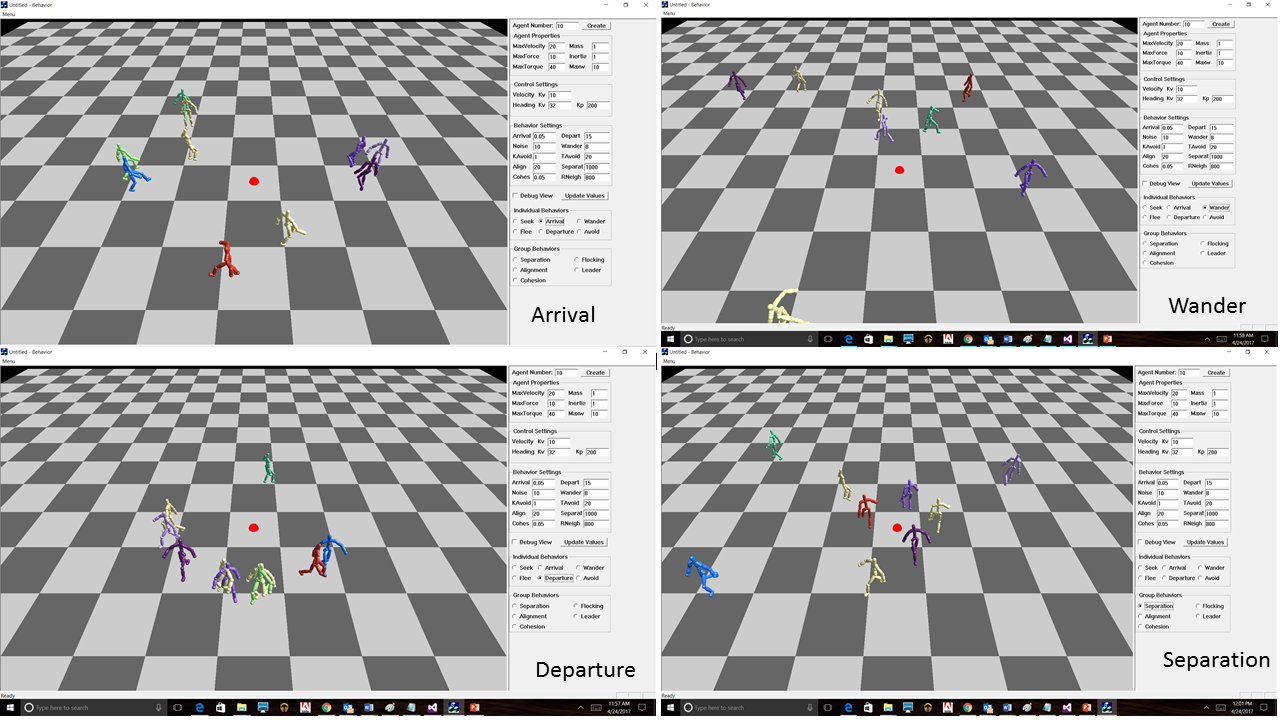 Untitled - Behavior
Menu
Agent Number: 10 Create
Agent Properties
MaxVelocity 20 Mass 1
MaxForce 10 Inertia 1
MaxTorque 40 Maxw 10
Control Settings
Velocity Kv 10
Heading Kv 32 Kp 200
Behavior Settings
Arrival 0.05 Depart 15
Noise 10 Wander 8
KAvoid 1 TAvoid 20
Align 20 Separat 1000
Cohes 0.05 RNeigh 800
Debug View Update Values
Individual Behaviors
Seek Arrival Wander
Flee Departure Avoid
Group Behaviors
Separation Flocking
Alignment Leader
Cohesion
Arrival
Untitled - Behavior
Menu
Agent Number: 10 Create
Agent Properties
MaxVelocity 20 Mass 1
MaxForce 10 Inertia 1
MaxTorque 40 Maxw 10
Control Settings
Velocity Kv 10
Heading Kv 32 Kp 200
Behavior Settings
Arrival 0.05 Depart 15
Noise 10 Wander 8
KAvoid 1 TAvoid 20
Align 20 Separat 1000
Cohes 0.05 RNeigh 800
Debug View Update Values
Individual Behaviors
Seek Arrival Wander
Flee Departure Avoid
Group Behaviors
Separation Flocking
Alignment Leader
Cohesion
Wander
Ready
Type here to search
11:58 AM
4/24/2017
Untitled - Behavior
Menu
Agent Number: 10 Create
Agent Properties
MaxVelocity 20 Mass 1
MaxForce 10 Inertia 1
MaxTorque 40 Maxw 10
Control Settings
Velocity Kv 10
Heading Kv 32 Kp 200
Behavior Settings
Arrival 0.05 Depart 15
Noise 10 Wander 8
KAvoid 1 TAvoid 20
Align 20 Separat 1000
Cohes 0.05 RNeigh 800
Debug View Update Values
Individual Behaviors
Seek Arrival Wander
Flee Departure Avoid
Group Behaviors
Separation Flocking
Alignment Leader
Cohesion
Departure
Ready
Type here to search
11:57 AM
4/24/2017
Untitled - Behavior
Menu
Agent Number: 10 Create
Agent Properties
MaxVelocity 20 Mass 1
MaxForce 10 Inertia 1
MaxTorque 40 Maxw 10
Control Settings
Velocity Kv 10
Heading Kv 32 Kp 200
Behavior Settings
Arrival 0.05 Depart 15
Noise 10 Wander 8
KAvoid 1 TAvoid 20
Align 20 Separat 1000
Cohes 0.05 RNeigh 800
Debug View Update Values
Individual Behaviors
Seek Arrival Wander
Flee Departure Avoid
Group Behaviors
Separation Flocking
Alignment Leader
Cohesion
Separation
Ready
Type here to search
12:01 PM
4/24/2017